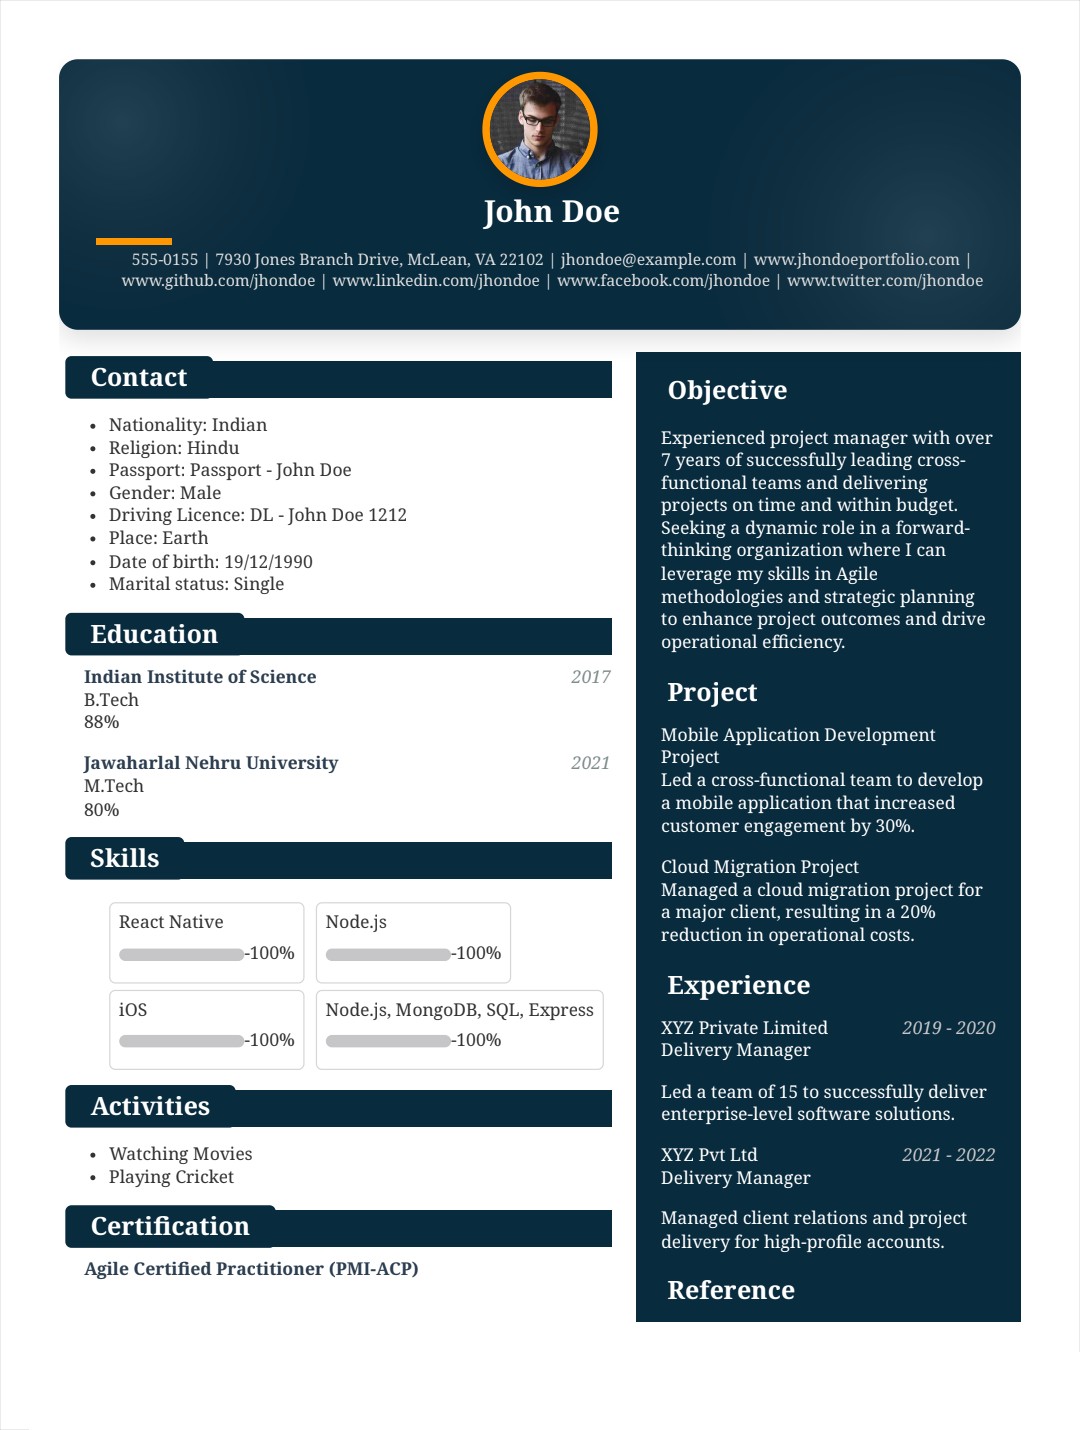 John Doe
555-0155 | 7930 Jones Branch Drive, McLean, VA 22102 | jhondoe@example.com | www.jhondoeportfolio.com |
www.github.com/jhondoe | www.linkedin.com/jhondoe | www.facebook.com/jhondoe | www.twitter.com/jhondoe
Contact
• Nationality: Indian
• Religion: Hindu
• Passport: Passport - John Doe
• Gender: Male
• Driving Licence: DL - John Doe 1212
• Place: Earth
• Date of birth: 19/12/1990
• Marital status: Single
Education
Indian Institute of Science 2017
B.Tech
88%
Jawaharlal Nehru University 2021
M.Tech
80%
Skills
React Native
-100%
Node.js
-100%
iOS
-100%
Node.js, MongoDB, SQL, Express
-100%
Activities
• Watching Movies
• Playing Cricket
Certification
Agile Certified Practitioner (PMI-ACP)
Objective
Experienced project manager with over
7 years of successfully leading cross-
functional teams and delivering
projects on time and within budget.
Seeking a dynamic role in a forward-
thinking organization where I can
leverage my skills in Agile
methodologies and strategic planning
to enhance project outcomes and drive
operational efficiency.
Project
Mobile Application Development
Project
Led a cross-functional team to develop
a mobile application that increased
customer engagement by 30%.
Cloud Migration Project
Managed a cloud migration project for
a major client, resulting in a 20%
reduction in operational costs.
Experience
XYZ Private Limited 2019 - 2020
Delivery Manager
Led a team of 15 to successfully deliver
enterprise-level software solutions.
XYZ Pvt Ltd 2021 - 2022
Delivery Manager
Managed client relations and project
delivery for high-profile accounts.
Reference